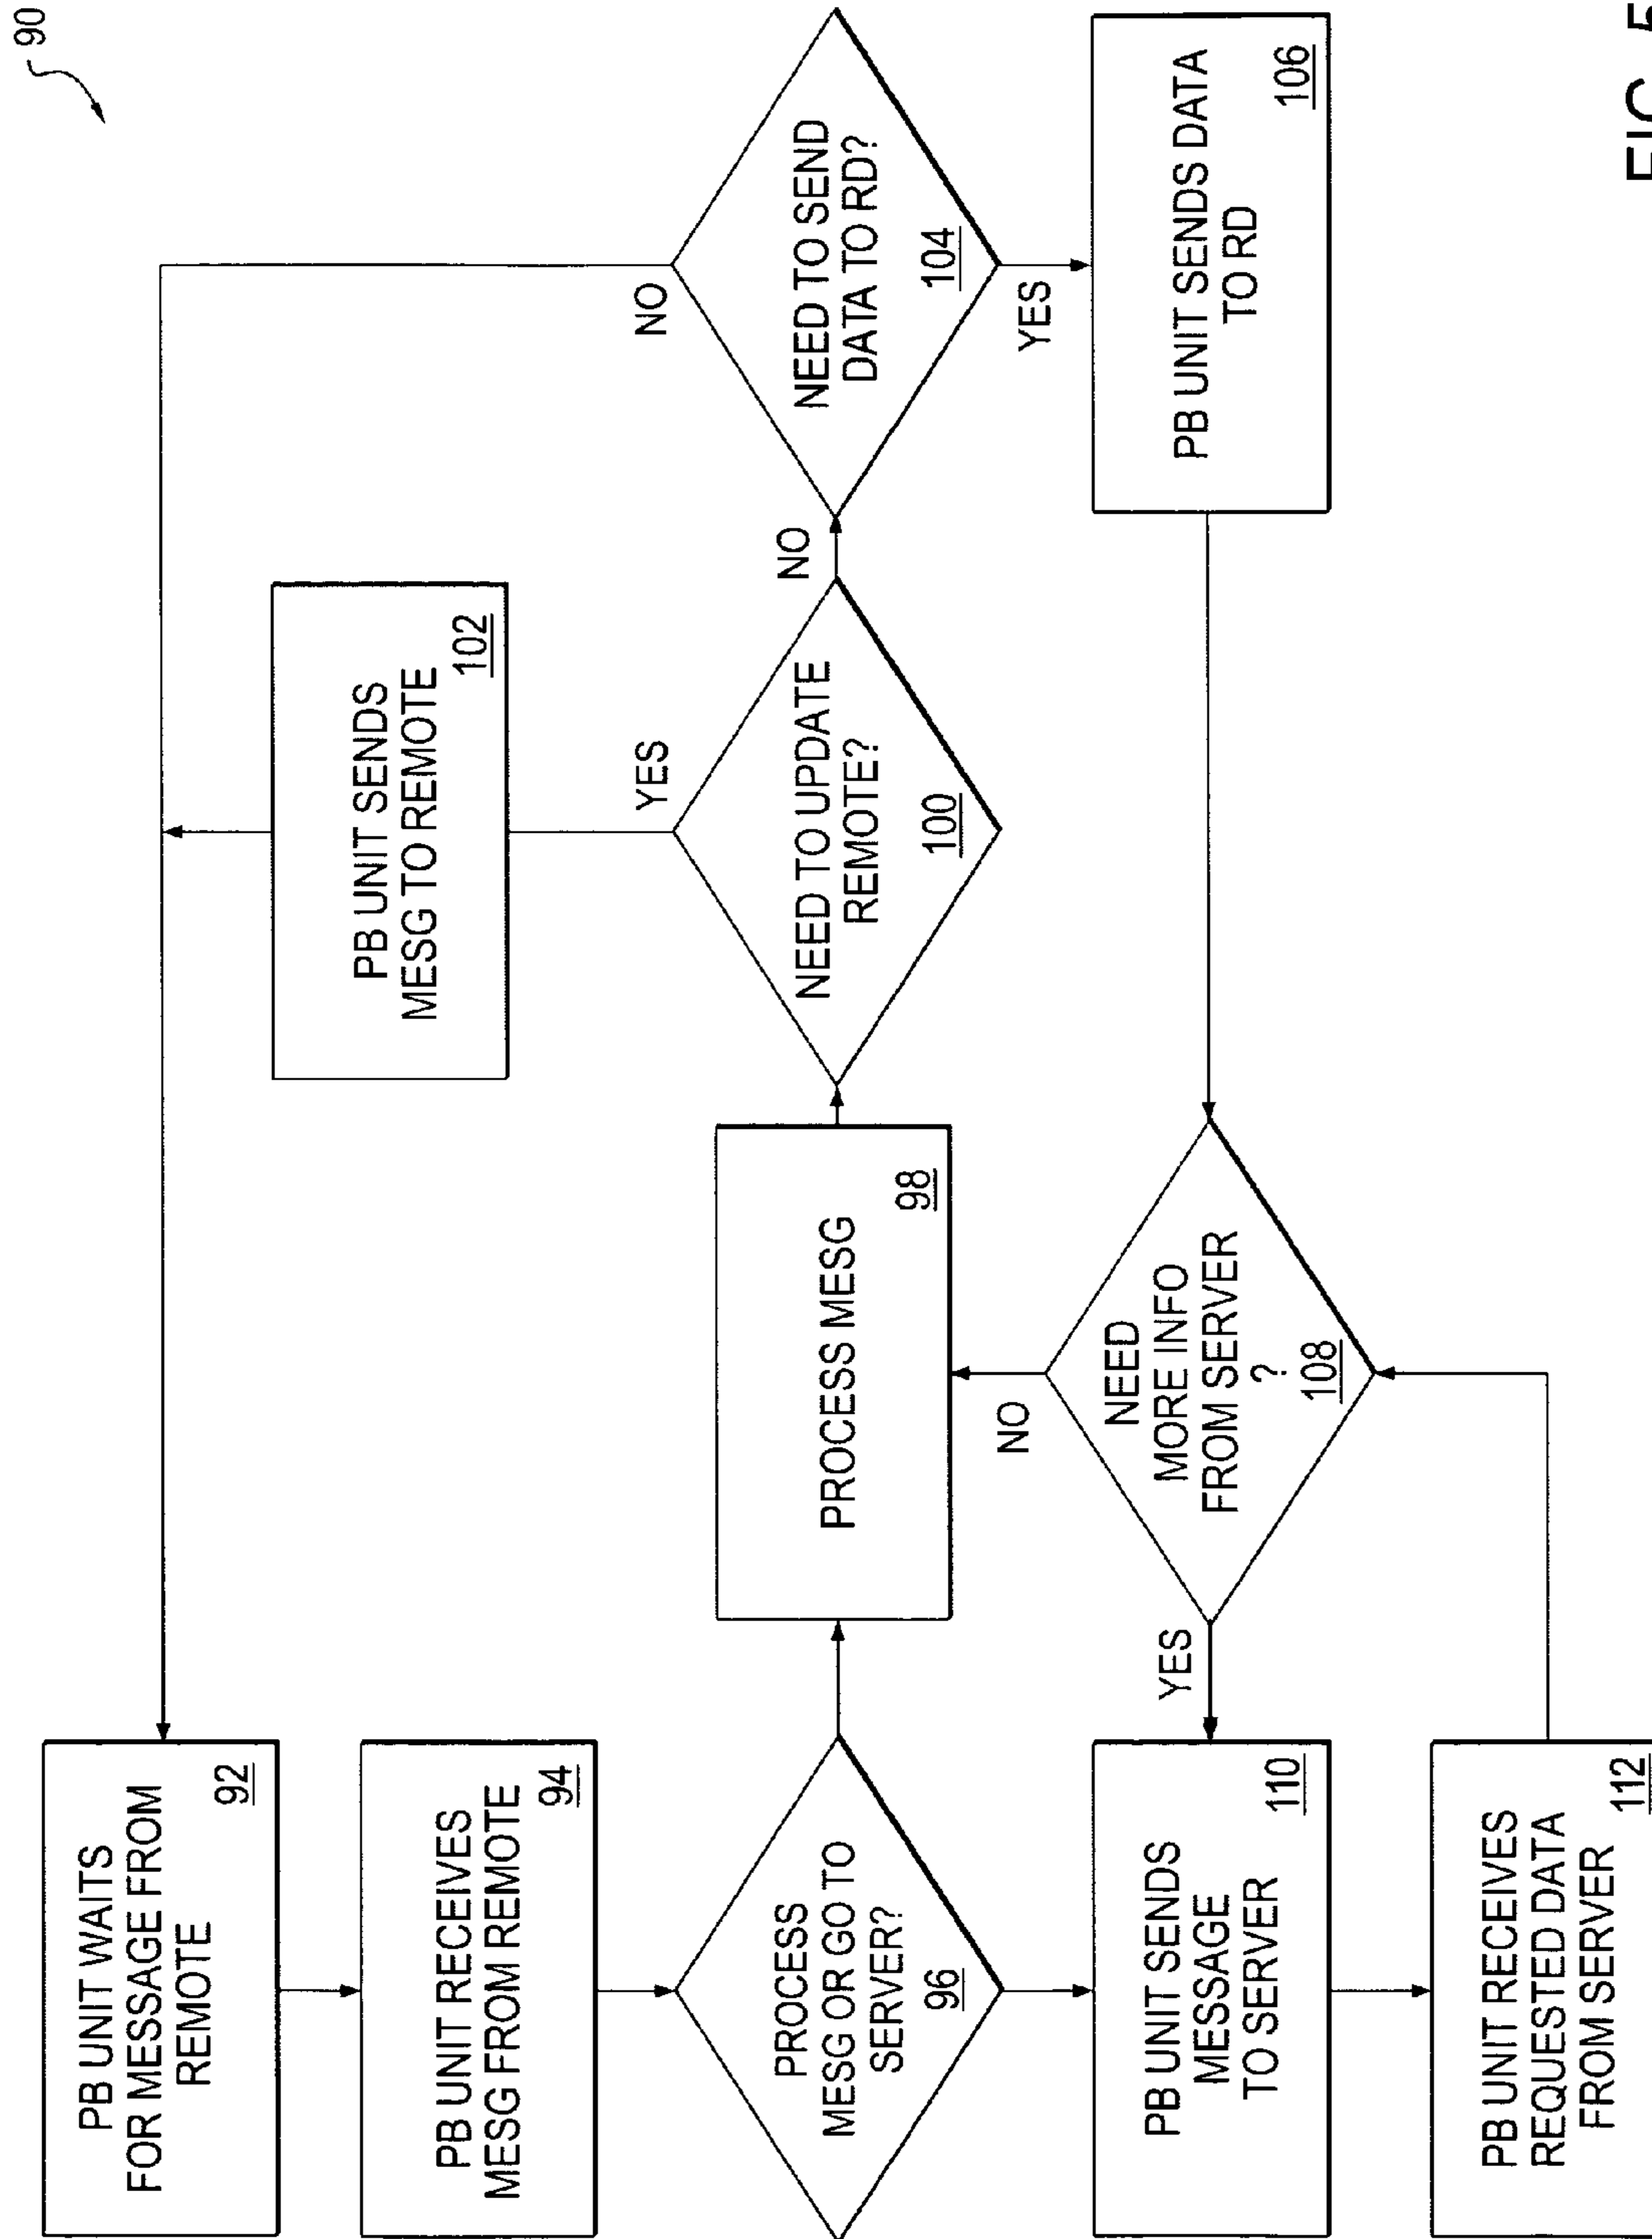 90
PB UNIT WAITS
FOR MESSAGE FROM
REMOTE
92
PB UNIT RECEIVES
MESG FROM REMOTE
94
PROCESS
MESG OR GO TO
SERVER?
96
PROCESS MESG
98
NEED TO UPDATE
REMOTE?
100
YES
NO
PB UNIT SENDS
MESG TO REMOTE
102
NEED TO SEND
DATA TO RD?
104
NO
YES
PB UNIT SENDS DATA
TO RD
106
NEED
MORE INFO
FROM SERVER
?
108
NO
YES
PB UNIT SENDS
MESSAGE
TO SERVER
110
PB UNIT RECEIVES
REQUESTED DATA
FROM SERVER
112
FIG. 5